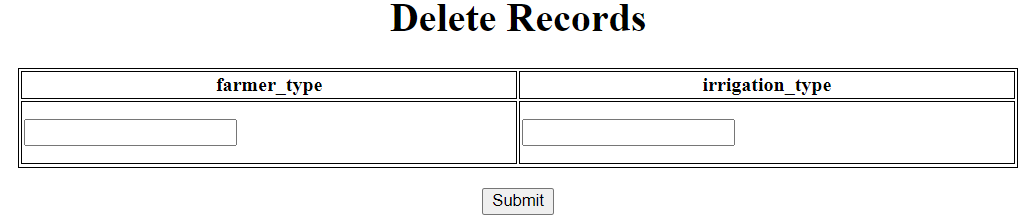 Delete Records
farmer_type irrigation_type
Submit